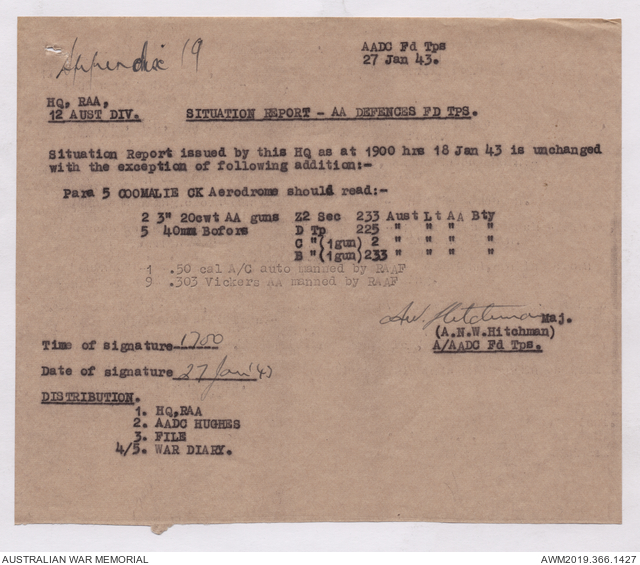 Appendix 19
AADC Fd Tps
27 Jan 43.
HQ, RAA,
12 AUST DIV.
SITUATION REPORT - AA DEFENCES FD TPS.
Situation Report issued by this HQ as at 1900 hrs 18 Jan 43 is unchanged
with the exception of following addition:-
Para 5 COOMALIE CK Aerodrome should read:-
2 3" 20cwt AA guns Z2 Sec 233 Aust Lt AA Bty
5 40mm Bofors D Tp 225 " " " "
C "(1gun) 2 " " " "
B "(1gun) 233 " " " "
1 .50 cal A/C auto manned by RAAF
9 .303 Vickers AA manned by RAAF
A.W. Hitchman Maj.
(A.N.W.Hitchman)
A/AADC Fd Tps.
Time of signature 1700
Date of signature 27 Jan '43
DISTRIBUTION.
1. HQ,RAA
2. AADC HUGHES
3. FILE
4/5. WAR DIARY.
AUSTRALIAN WAR MEMORIAL
AWM2019.366.1427